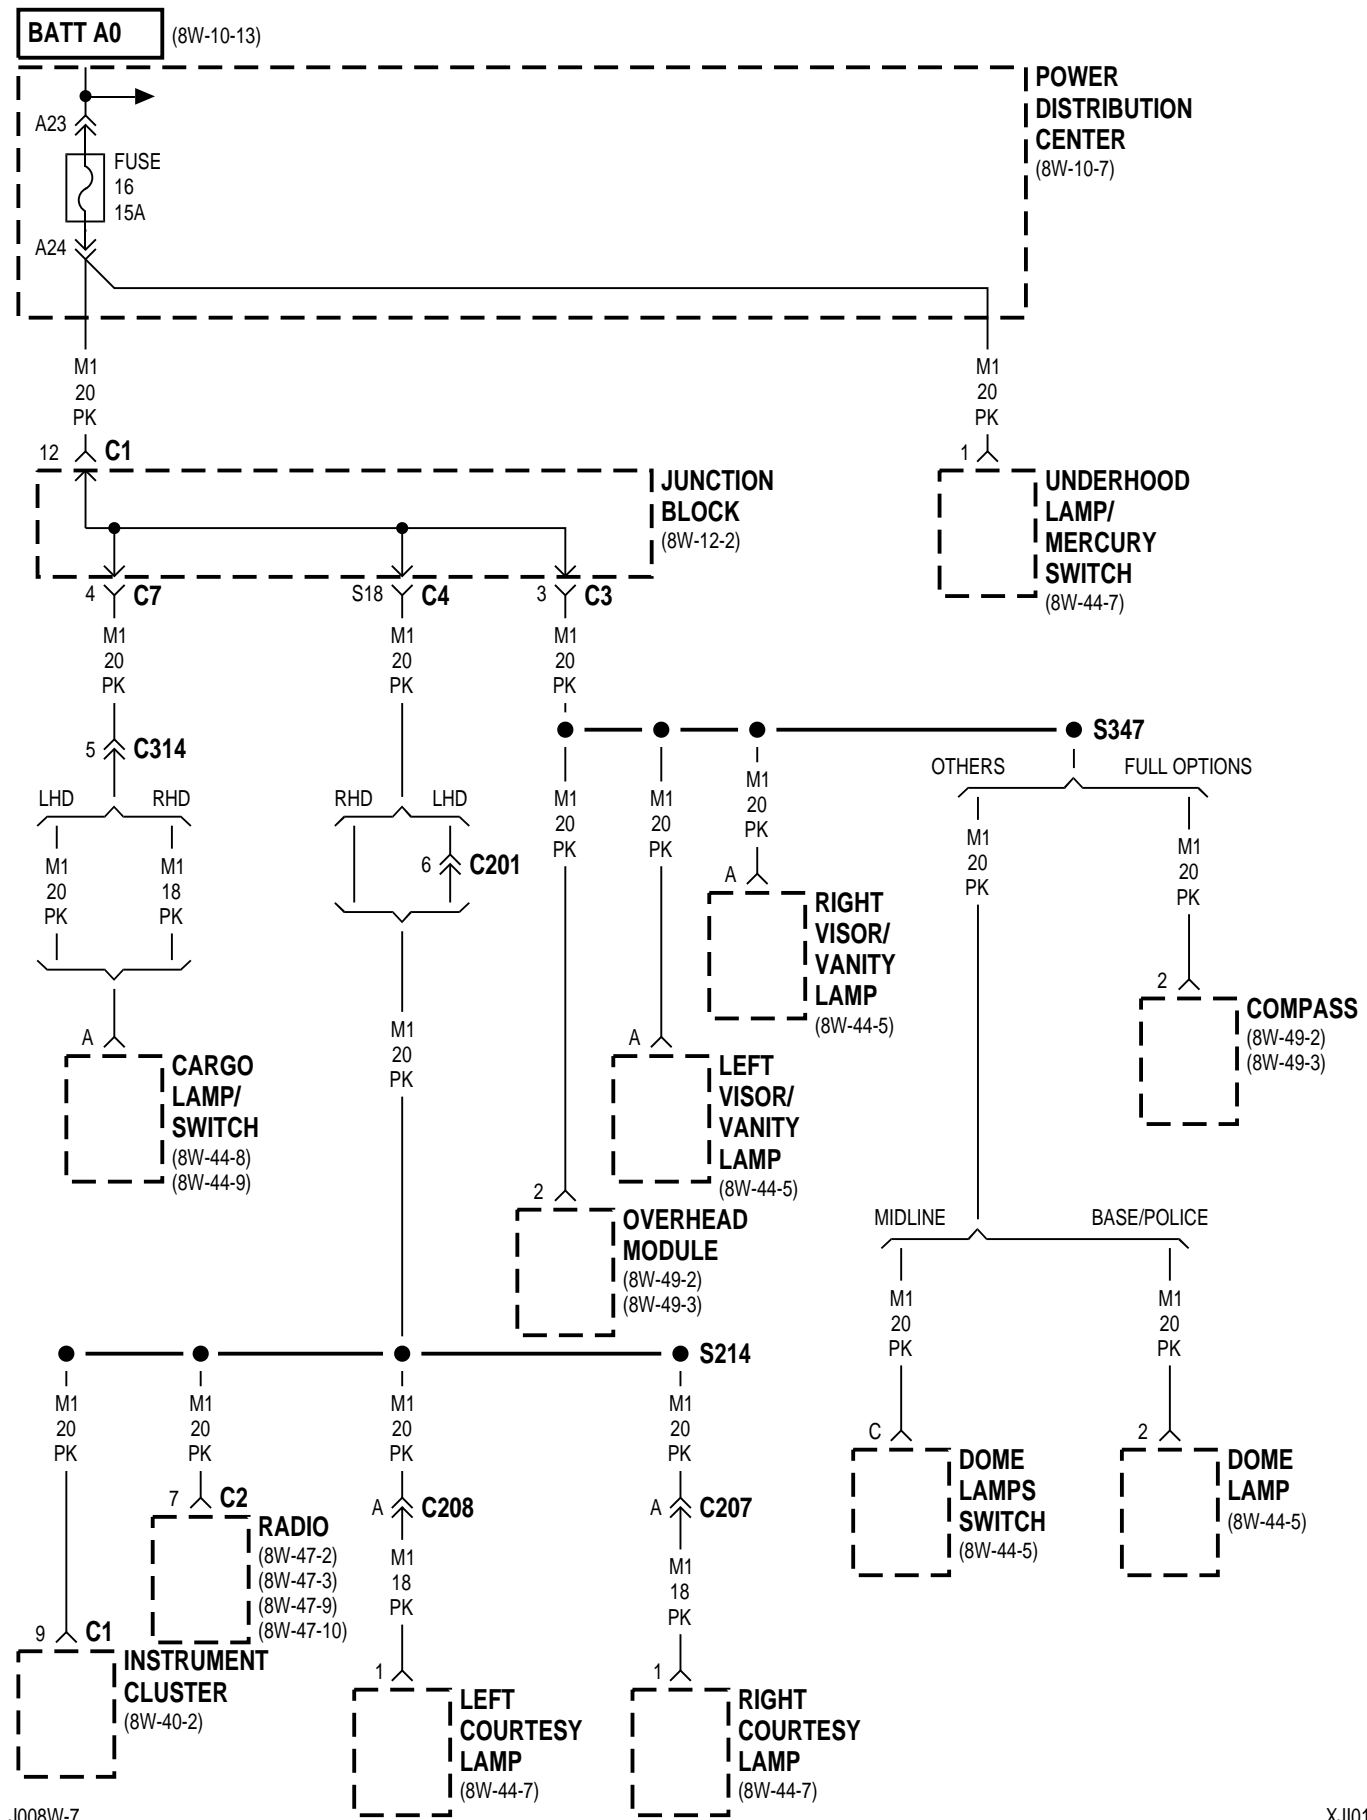 BATT A0 (8W-10-13)
POWER
DISTRIBUTION
CENTER
(8W-10-7)
A23
FUSE
16
15A
A24
M1
20
PK
M1
20
PK
12 C1
1
JUNCTION
BLOCK
(8W-12-2)
UNDERHOOD
LAMP/
MERCURY
SWITCH
(8W-44-7)
4 C7
S18 C4
3 C3
M1
20
PK
M1
20
PK
M1
20
PK
S347
5 C314
OTHERS FULL OPTIONS
LHD RHD
RHD LHD
M1
20
PK
M1
18
PK
6 C201
M1
20
PK
M1
20
PK
M1
20
PK
M1
20
PK
M1
20
PK
A
RIGHT
VISOR/
VANITY
LAMP
(8W-44-5)
2
COMPASS
(8W-49-2)
(8W-49-3)
A
CARGO
LAMP/
SWITCH
(8W-44-8)
(8W-44-9)
M1
20
PK
A
LEFT
VISOR/
VANITY
LAMP
(8W-44-5)
2
OVERHEAD
MODULE
(8W-49-2)
(8W-49-3)
MIDLINE BASE/POLICE
M1
20
PK
M1
20
PK
S214
M1
20
PK
M1
20
PK
M1
20
PK
M1
20
PK
C
DOME
LAMPS
SWITCH
(8W-44-5)
2
DOME
LAMP
(8W-44-5)
7 C2
RADIO
(8W-47-2)
(8W-47-3)
(8W-47-9)
(8W-47-10)
A C208
A C207
M1
18
PK
M1
18
PK
9 C1
INSTRUMENT
CLUSTER
(8W-40-2)
1
LEFT
COURTESY
LAMP
(8W-44-7)
1
RIGHT
COURTESY
LAMP
(8W-44-7)
J008W-7